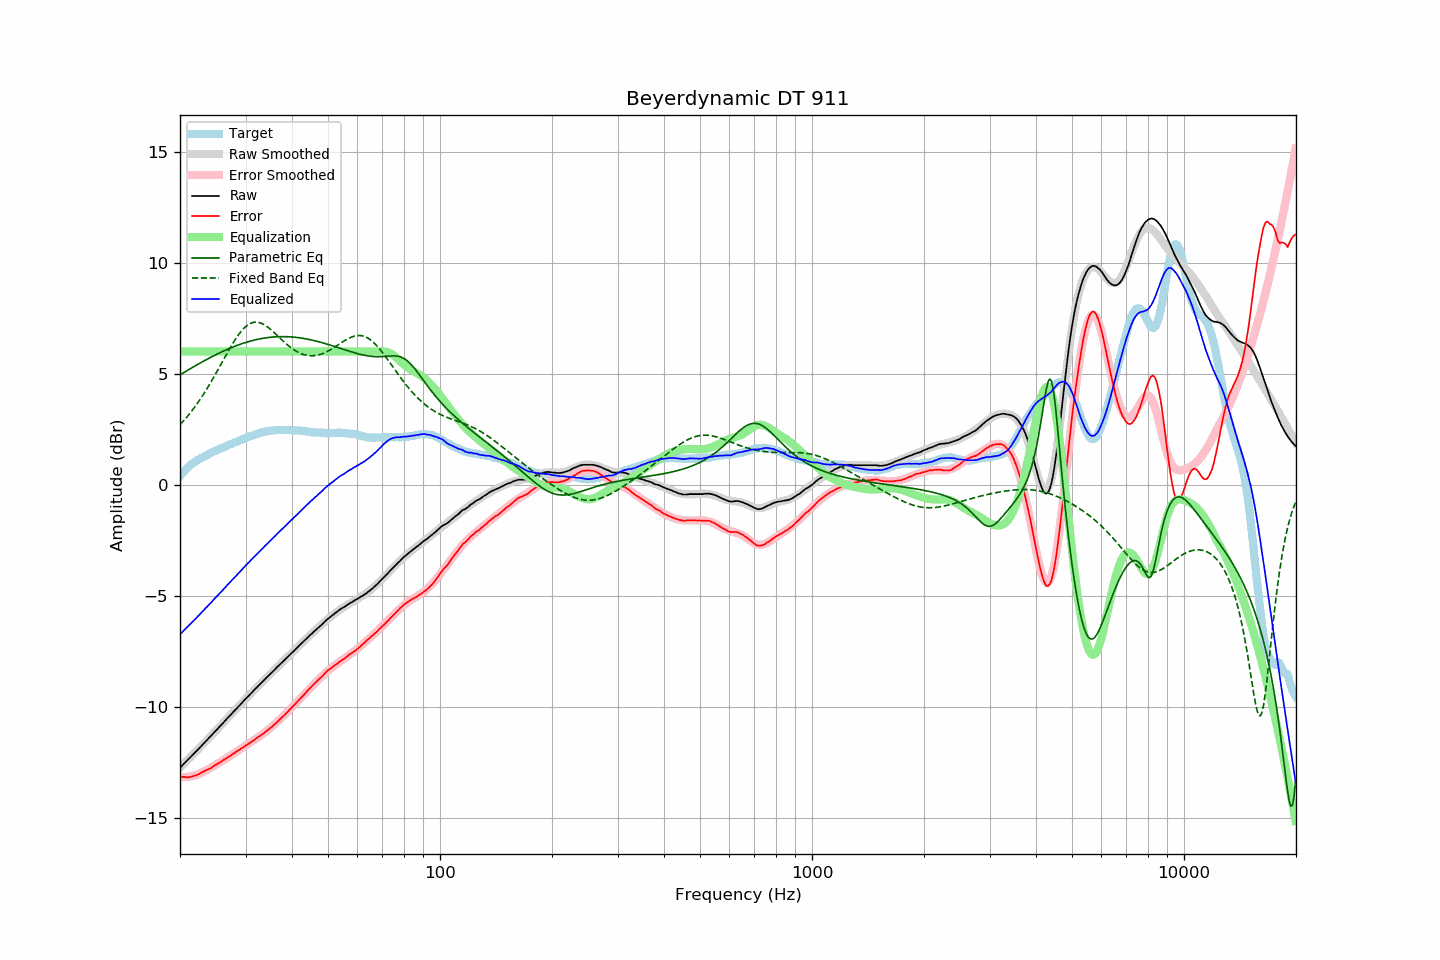 Beyerdynamic DT 911
Target
Raw Smoothed
Error Smoothed
Raw
Error
Equalization
Parametric Eq
Fixed Band Eq
Equalized
Amplitude (dBr)
15
10
5
0
−5
−10
−15
100
1000
10000
Frequency (Hz)